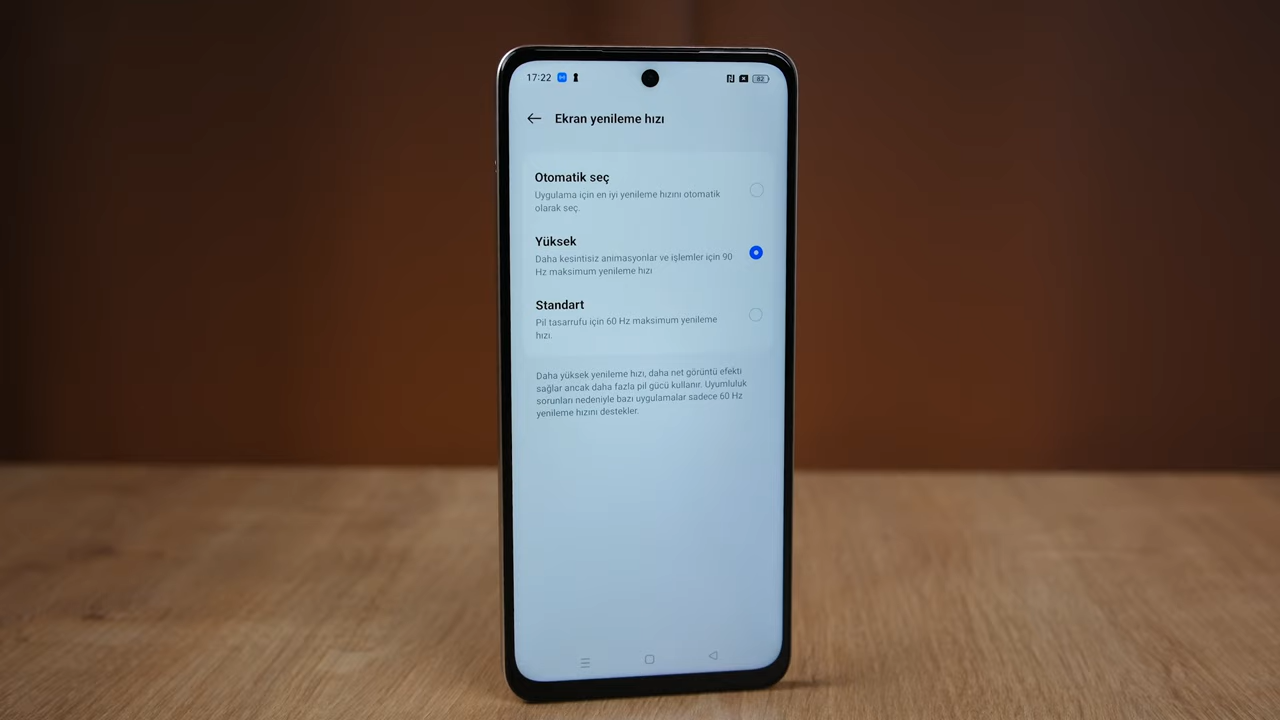 17:22
82
Ekran yenileme hızı
Otomatik seç
Uygulama için en iyi yenileme hızını otomatik
olarak seç.
Yüksek
Daha kesintisiz animasyonlar ve işlemler için 90
Hz maksimum yenileme hızı
Standart
Pil tasarrufu için 60 Hz maksimum yenileme
hızı.
Daha yüksek yenileme hızı, daha net görüntü efekti
sağlar ancak daha fazla pil gücü kullanır. Uyumluluk
sorunları nedeniyle bazı uygulamalar sadece 60 Hz
yenileme hızını destekler.